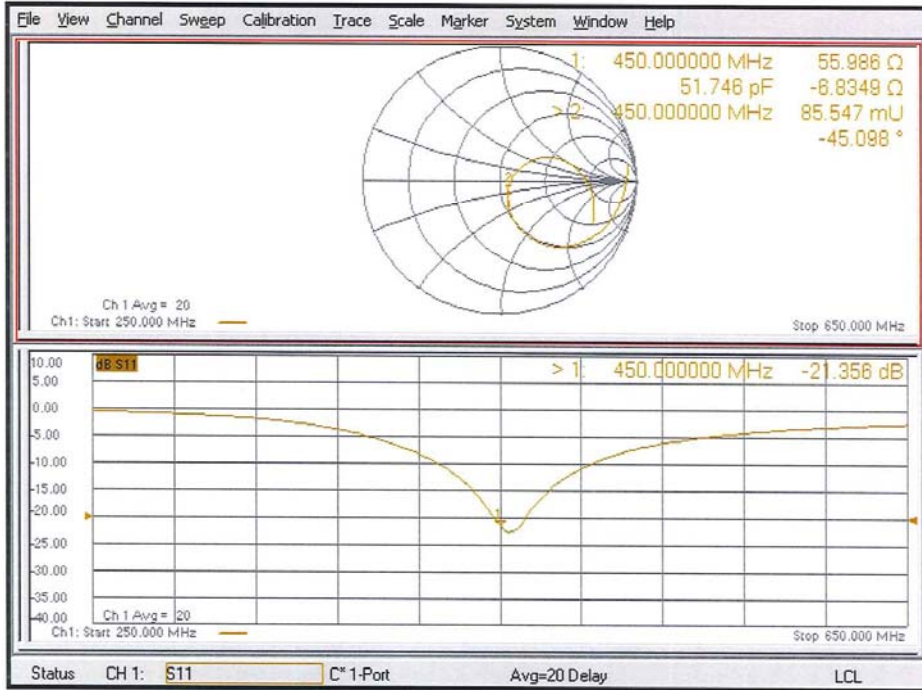 File View Channel Sweep Calibration Trace Scale Marker System Window Help
1: 450.000000 MHz 55.986 Ω
51.746 pF -6.8349 Ω
> 2: 450.000000 MHz 85.547 mU
-45.098 °
Ch 1 Avg = 20
Ch1: Start 250.000 MHz
Stop 650.000 MHz
10.00
dB S11
> 1: 450.000000 MHz -21.356 dB
5.00
0.00
-5.00
-10.00
-15.00
-20.00
1
-25.00
-30.00
-35.00
-40.00
Ch 1 Avg = 20
Ch1: Start 250.000 MHz
Stop 650.000 MHz
Status CH 1: S11 C* 1-Port Avg=20 Delay LCL